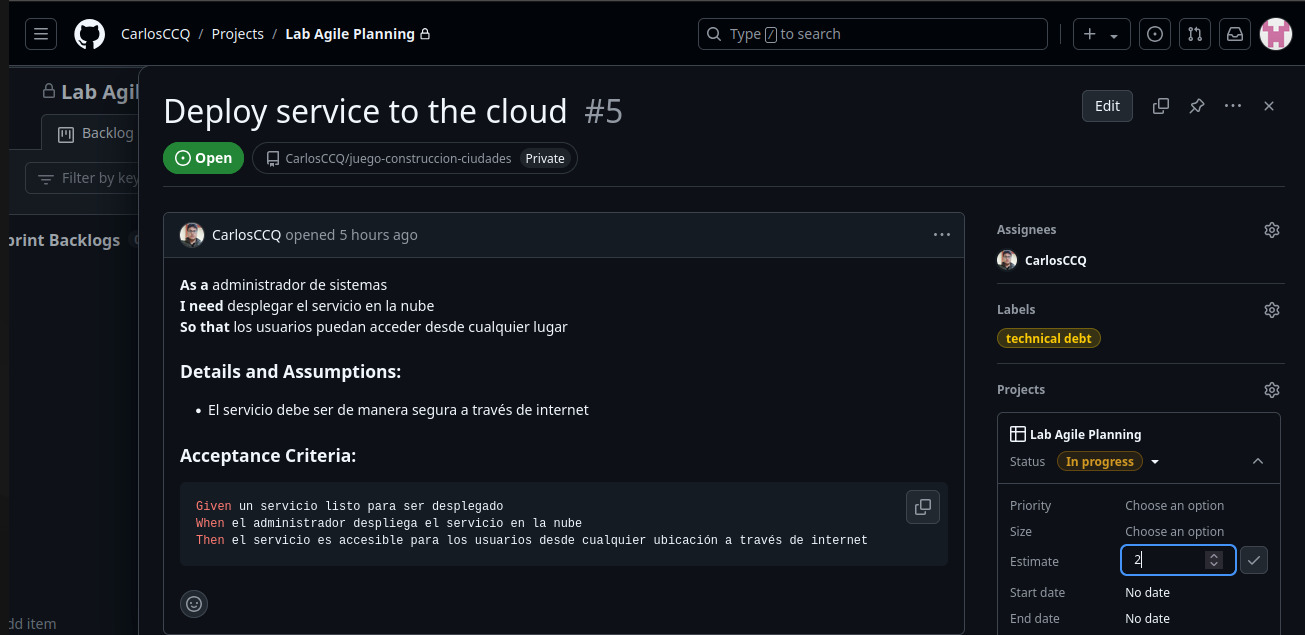 CarlosCCQ / Projects / Lab Agile Planning
Type / to search
Lab Agil
Backlog
Filter by key
print Backlogs
dd item
Deploy service to the cloud #5
Edit
Open
CarlosCCQ/juego-construccion-ciudades Private
CarlosCCQ opened 5 hours ago
As a administrador de sistemas
I need desplegar el servicio en la nube
So that los usuarios puedan acceder desde cualquier lugar
Details and Assumptions:
• El servicio debe ser de manera segura a través de internet
Acceptance Criteria:
Given un servicio listo para ser desplegado
When el administrador despliega el servicio en la nube
Then el servicio es accesible para los usuarios desde cualquier ubicación a través de internet
Assignees
CarlosCCQ
Labels
technical debt
Projects
Lab Agile Planning
Status In progress
Priority Choose an option
Size Choose an option
Estimate 2
Start date No date
End date No date